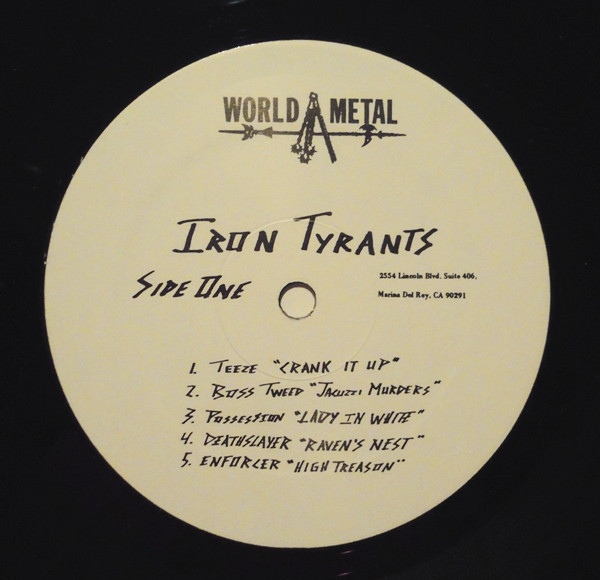 WORLD METAL
IRON TYRANTS
SIDE ONE
2554 Lincoln Blvd. Suite 406,
Marina Del Rey, CA 90291
1. TEEZE "CRANK IT UP"
2. BOSS TWEED "JACUZZI MURDERS"
3. POSSESSION "LADY IN WHITE"
4. DEATHSLAYER "RAVEN'S NEST"
5. ENFORCER "HIGH TREASON"